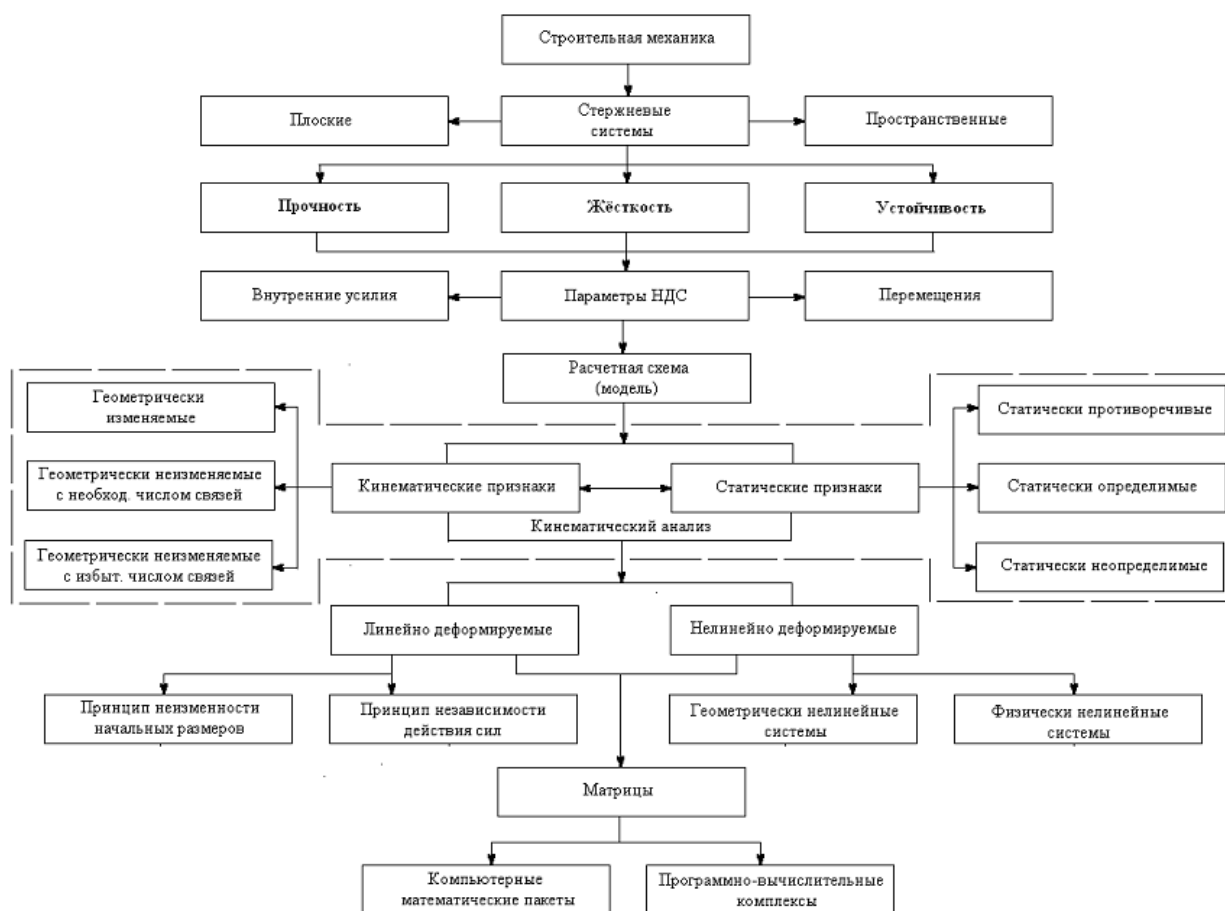 Строительная механика
Плоские
Стержневые
системы
Пространственные
Прочность
Жёсткость
Устойчивость
Внутренние усилия
Параметры НДС
Перемещения
Расчетная схема
(модель)
Геометрически
изменяемые
Статически противоречивые
Геометрически неизменяемые
с необход. числом связей
Кинематические признаки
Статические признаки
Статически определимые
Кинематический анализ
Геометрически неизменяемые
с избыт. числом связей
Статически неопределимые
Линейно деформируемые
Нелинейно деформируемые
Принцип неизменности
начальных размеров
Принцип независимости
действия сил
Геометрически нелинейные
системы
Физически нелинейные
системы
Матрицы
Компьютерные
математические пакеты
Программно-вычислительные
комплексы